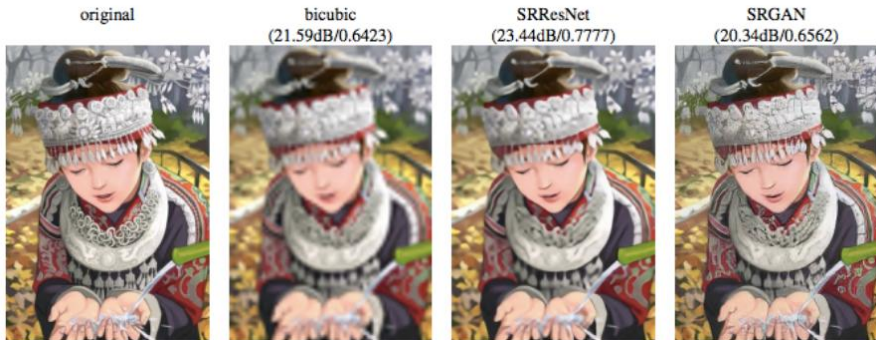 original
bicubic
(21.59dB/0.6423)
SRResNet
(23.44dB/0.7777)
SRGAN
(20.34dB/0.6562)